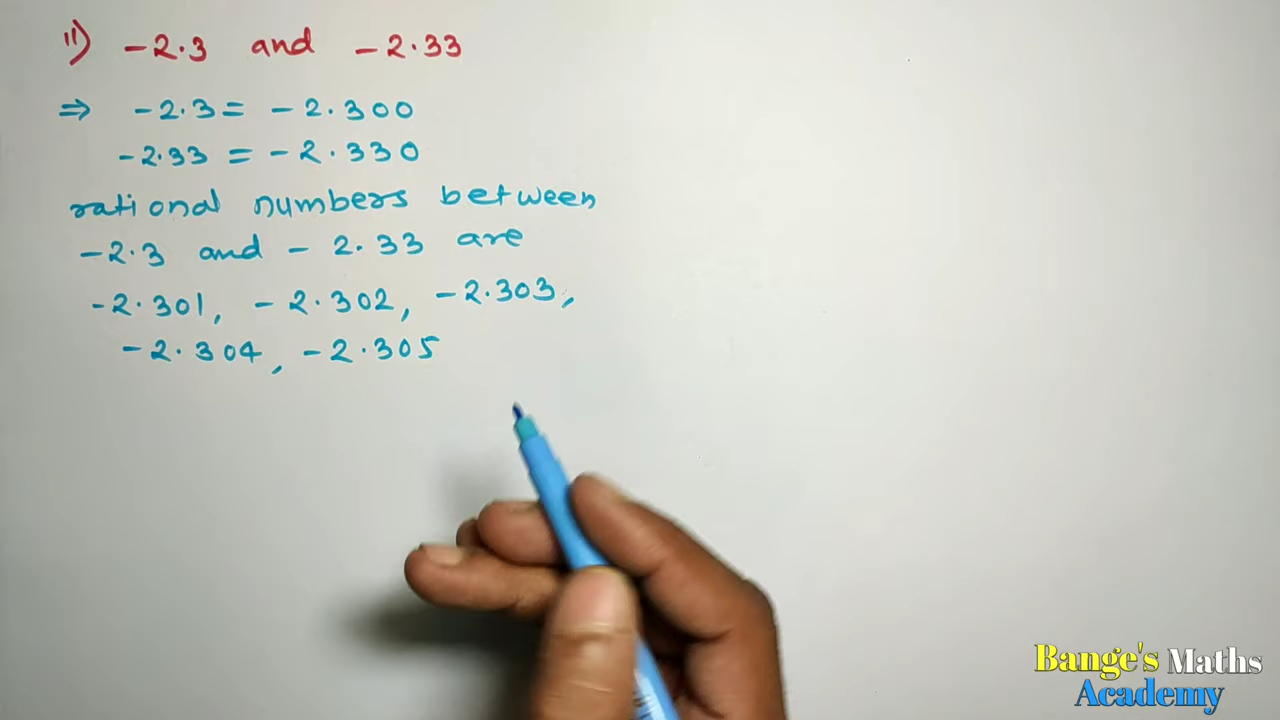 ii) -2.3 and -2.33
⇒ -2.3 = -2.300
-2.33 = -2.330
rational numbers between
-2.3 and -2.33 are
-2.301, -2.302, -2.303,
-2.304, -2.305
Bange's Maths
Academy